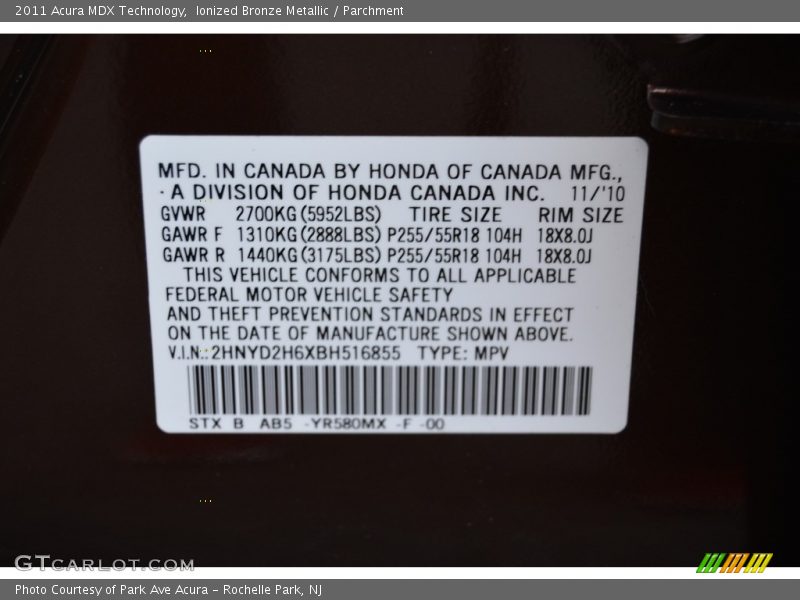 2011 Acura MDX Technology,  Ionized Bronze Metallic / Parchment
MFD. IN CANADA BY HONDA OF CANADA MFG.,
A DIVISION OF HONDA CANADA INC. 11/'10
GVWR 2700KG(5952LBS) TIRE SIZE RIM SIZE
GAWR F 1310KG(2888LBS) P255/55R18 104H 18X8.0J
GAWR R 1440KG(3175LBS) P255/55R18 104H 18X8.0J
THIS VEHICLE CONFORMS TO ALL APPLICABLE
FEDERAL MOTOR VEHICLE SAFETY
AND THEFT PREVENTION STANDARDS IN EFFECT
ON THE DATE OF MANUFACTURE SHOWN ABOVE.
V.I.N.:2HNYD2H6XBH516855 TYPE: MPV
STX B AB5 -YR580MX -F -00
GTCARLOT.COM
Photo Courtesy of Park Ave Acura – Rochelle Park, NJ